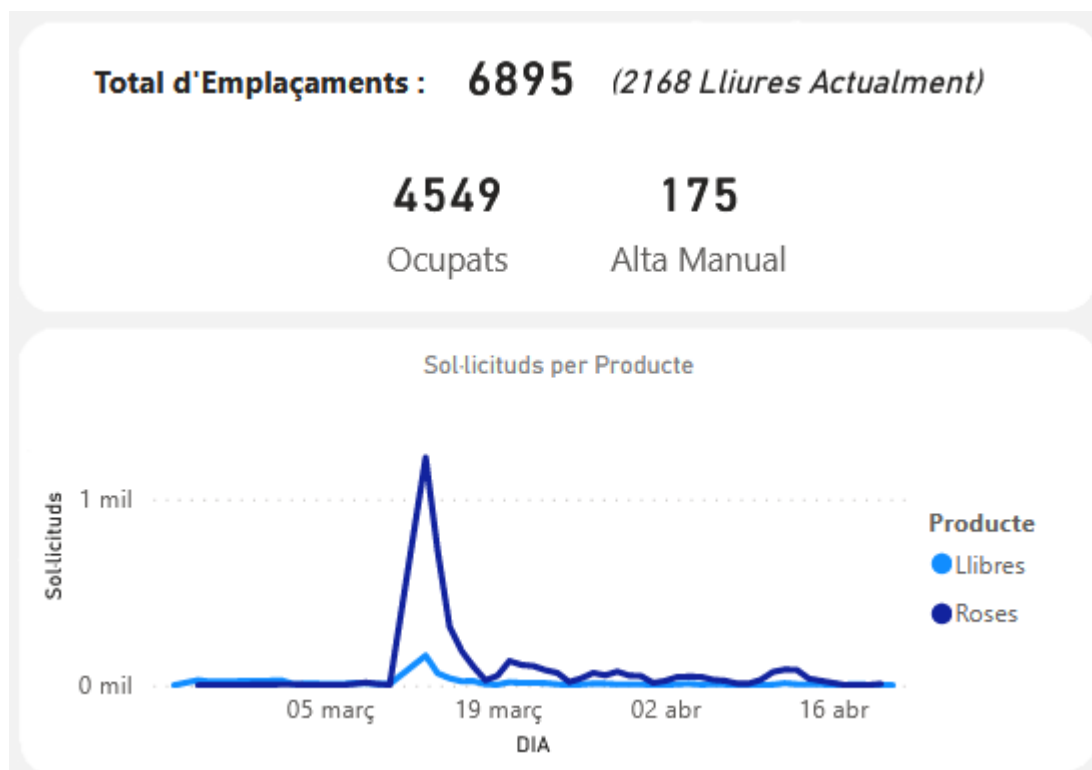 Total d'Emplaçaments : 6895 (2168 Lliures Actualment)
4549 175
Ocupats Alta Manual
Sol·licituds per Producte
Sol·licituds
1 mil
0 mil
05 març 19 març 02 abr 16 abr
DIA
Producte
Llibres
Roses